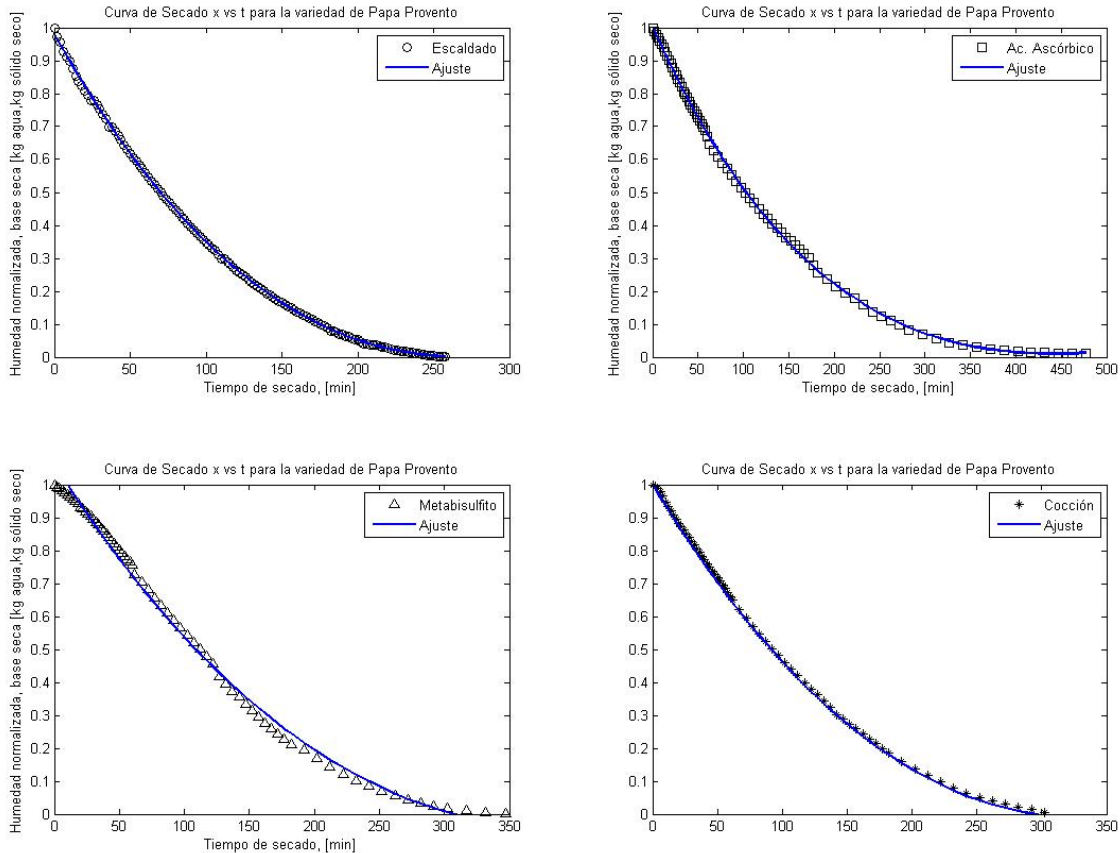 Curva de Secado x vs t para la variedad de Papa Provento
Humedad normalizada, base seca [kg agua,kg sólido seco]
1
0.9
0.8
0.7
0.6
0.5
0.4
0.3
0.2
0.1
0
0 50 100 150 200 250 300
Tiempo de secado, [min]
Escaldado
Ajuste
Curva de Secado x vs t para la variedad de Papa Provento
Humedad normalizada, base seca [kg agua,kg sólido seco]
1
0.9
0.8
0.7
0.6
0.5
0.4
0.3
0.2
0.1
0
0 50 100 150 200 250 300 350 400 450 500
Tiempo de secado, [min]
Ac. Ascórbico
Ajuste
Curva de Secado x vs t para la variedad de Papa Provento
Humedad normalizada, base seca [kg agua,kg sólido seco]
1
0.9
0.8
0.7
0.6
0.5
0.4
0.3
0.2
0.1
0
0 50 100 150 200 250 300 350
Tiempo de secado, [min]
Metabisulfito
Ajuste
Curva de Secado x vs t para la variedad de Papa Provento
1
0.9
0.8
0.7
0.6
0.5
0.4
0.3
0.2
0.1
0
0 50 100 150 200 250 300 350
Cocción
Ajuste